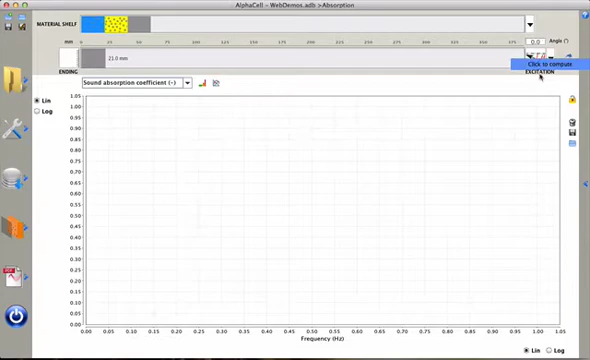 AlphaCell - WebDemos.adb >Absorption
MATERIAL SHELF
0 25 50 75 100 125 150 175 200 225 250 275 300 325 350 375
0.0 Angle (°)
21.0 mm
Click to compute
ENDING
EXCITATION
Sound absorption coefficient (-)
Lin
Log
1.05
1.00
0.95
0.90
0.85
0.80
0.75
0.70
0.65
0.60
0.55
0.50
0.45
0.40
0.35
0.30
0.25
0.20
0.15
0.10
0.05
0.00
0.00 0.05 0.10 0.15 0.20 0.25 0.30 0.35 0.40 0.45 0.50 0.55 0.60 0.65 0.70 0.75 0.80 0.85 0.90 0.95 1.00 1.05
Frequency (Hz)
Lin Log
PDF